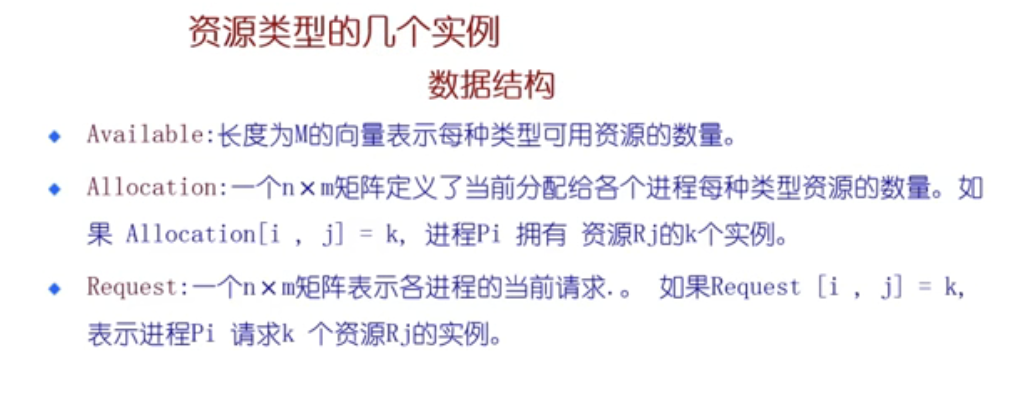 资源类型的几个实例
数据结构
Available:长度为M的向量表示每种类型可用资源的数量。
Allocation:一个n×m矩阵定义了当前分配给各个进程每种类型资源的数量。如
果 Allocation[i , j] = k, 进程Pi 拥有 资源Rj的k个实例。
Request:一个n×m矩阵表示各进程的当前请求.。 如果Request [i , j] = k,
表示进程Pi 请求k 个资源Rj的实例。